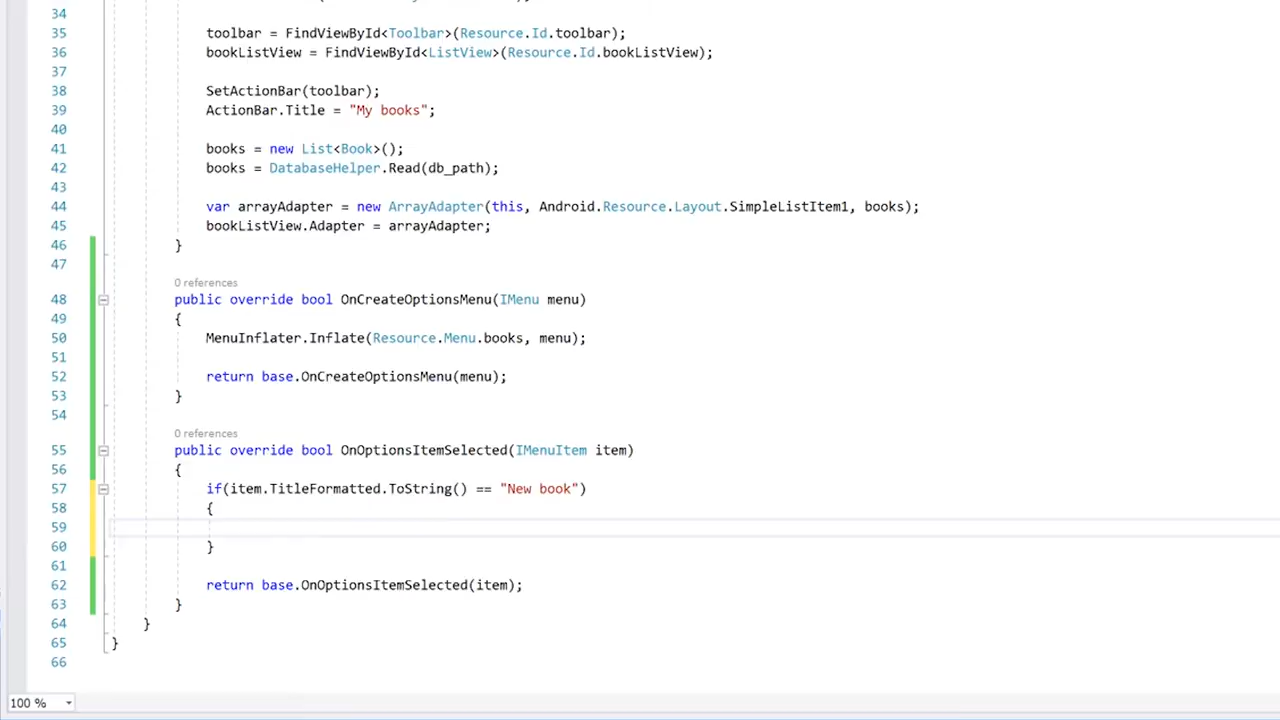 34
35 toolbar = FindViewById<Toolbar>(Resource.Id.toolbar);
36 bookListView = FindViewById<ListView>(Resource.Id.bookListView);
37
38 SetActionBar(toolbar);
39 ActionBar.Title = "My books";
40
41 books = new List<Book>();
42 books = DatabaseHelper.Read(db_path);
43
44 var arrayAdapter = new ArrayAdapter(this, Android.Resource.Layout.SimpleListItem1, books);
45 bookListView.Adapter = arrayAdapter;
46 }
47
0 references
48 public override bool OnCreateOptionsMenu(IMenu menu)
49 {
50 MenuInflater.Inflate(Resource.Menu.books, menu);
51
52 return base.OnCreateOptionsMenu(menu);
53 }
54
0 references
55 public override bool OnOptionsItemSelected(IMenuItem item)
56 {
57 if(item.TitleFormatted.ToString() == "New book")
58 {
59
60 }
61
62 return base.OnOptionsItemSelected(item);
63 }
64 }
65 }
66
100 %